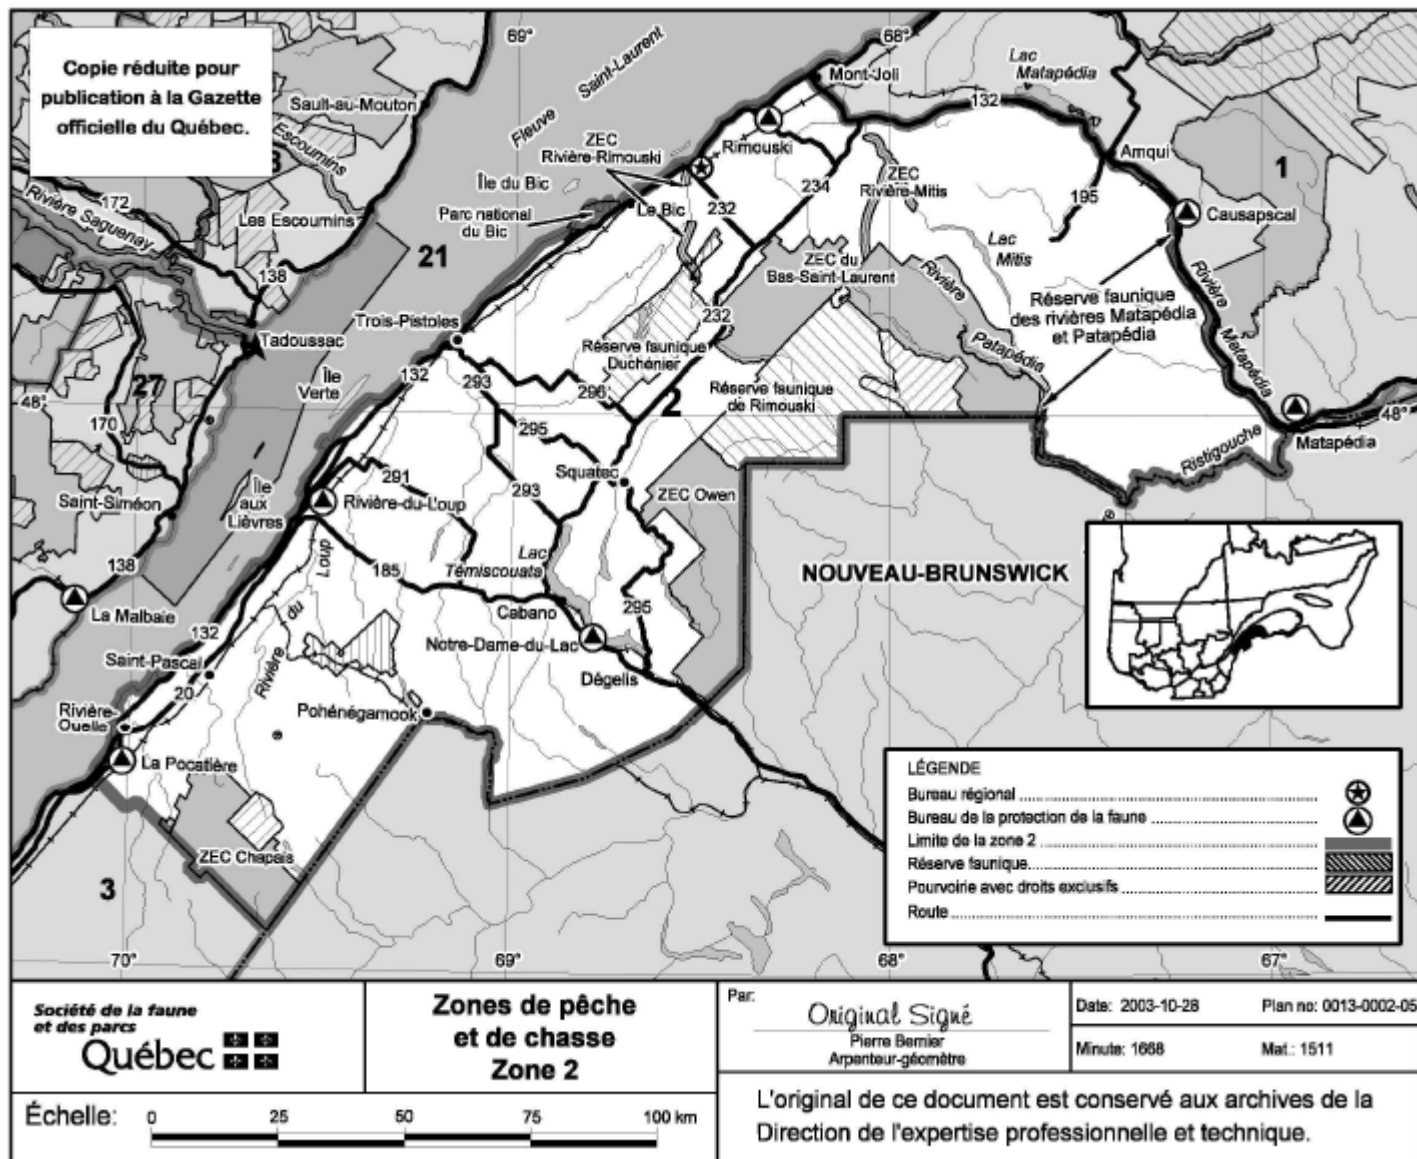 Copie réduite pour
publication à la Gazette
officielle du Québec.
69°
68°
Fleuve Saint-Laurent
Sault-au-Mouton
Escoumins
Rivière Saguenay
172
Les Escoumins
138
21
Tadoussac
27
48°
170
Saint-Siméon
138
La Malbaie
Île
Verte
Île
aux
Lièvres
Mont-Joli
Lac
Matapédia
132
Amqui
195
1
Causapscal
ZEC
Rivière-Rimouski
Rimouski
Île du Bic
Parc national
du Bic
Le Bic
232
234
ZEC
Rivière-Mitis
Lac
Mitis
ZEC du
Bas-Saint-Laurent
Rivière
Patapédia
Réserve faunique
des rivières Matapédia
et Patapédia
Rivière
Matapédia
Matapédia
48°
Ristigouche
Trois-Pistoles
232
Réserve faunique
Duchénier
Réserve faunique
de Rimouski
132
293
296
2
295
Squatec
293
ZEC Owen
291
Rivière-du-Loup
Lac
Témiscouata
185
Cabano
295
Notre-Dame-du-Lac
Dégelis
NOUVEAU-BRUNSWICK
Rivière du Loup
132
Saint-Pascal
20
Rivière-
Ouelle
Pohénégamook
La Pocatière
ZEC Chapais
3
70°
69°
68°
67°
LÉGENDE
Bureau régional
Bureau de la protection de la faune
Limite de la zone 2
Réserve faunique
Pourvoirie avec droits exclusifs
Route
Société de la faune
et des parcs
Québec
Zones de pêche
et de chasse
Zone 2
Par:
Original Signé
Pierre Bernier
Arpenteur-géomètre
Date: 2003-10-28 Plan no: 0013-0002-05
Minute: 1668 Mat.: 1511
Échelle: 0 25 50 75 100 km
L'original de ce document est conservé aux archives de la
Direction de l'expertise professionnelle et technique.